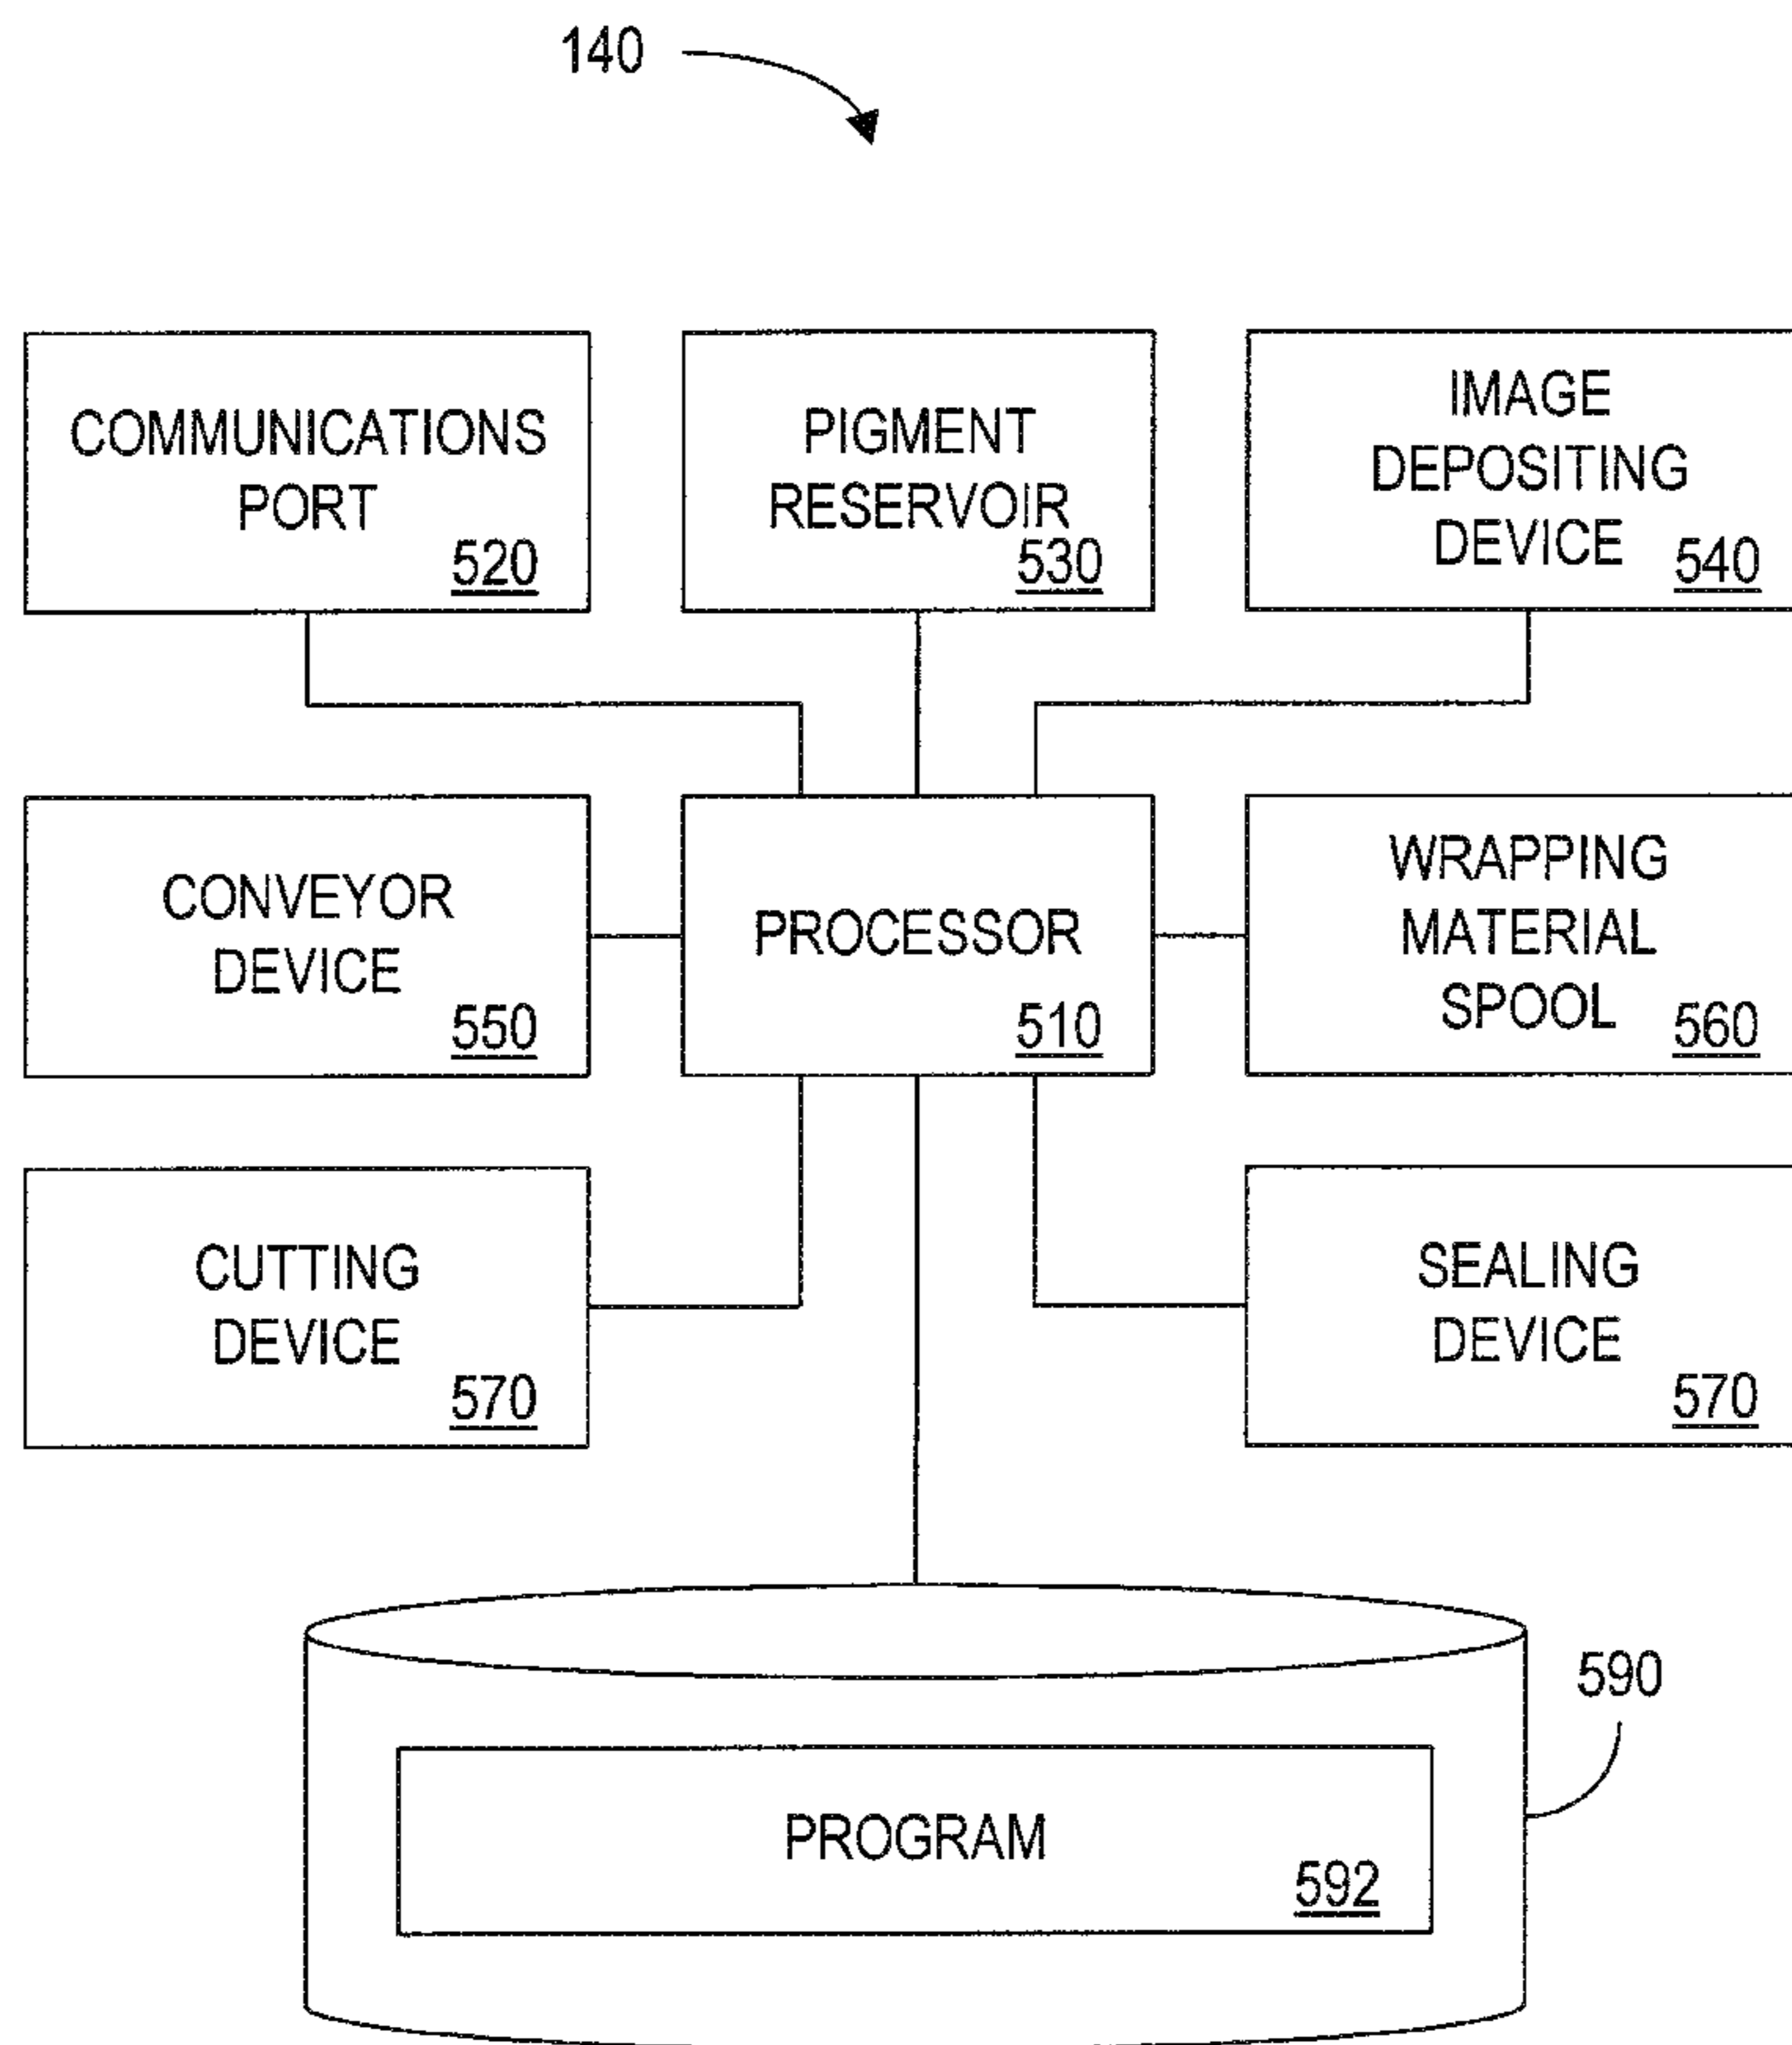 140
COMMUNICATIONS
PORT
520
PIGMENT
RESERVOIR
530
IMAGE
DEPOSITING
DEVICE
540
CONVEYOR
DEVICE
550
PROCESSOR
510
WRAPPING
MATERIAL
SPOOL
560
CUTTING
DEVICE
570
SEALING
DEVICE
570
590
PROGRAM
592